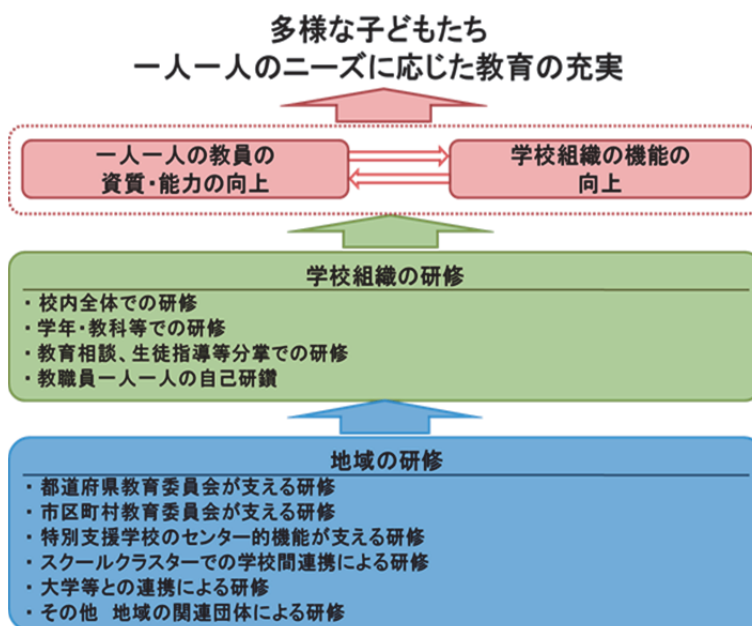 多様な子どもたち
一人一人のニーズに応じた教育の充実
一人一人の教員の
資質・能力の向上
学校組織の機能の
向上
学校組織の研修
・ 校内全体での研修
・ 学年・教科等での研修
・ 教育相談、生徒指導等分掌での研修
・ 教職員一人一人の自己研鑽
地域の研修
・ 都道府県教育委員会が支える研修
・ 市区町村教育委員会が支える研修
・ 特別支援学校のセンター的機能が支える研修
・ スクールクラスターでの学校間連携による研修
・ 大学等との連携による研修
・ その他 地域の関連団体による研修